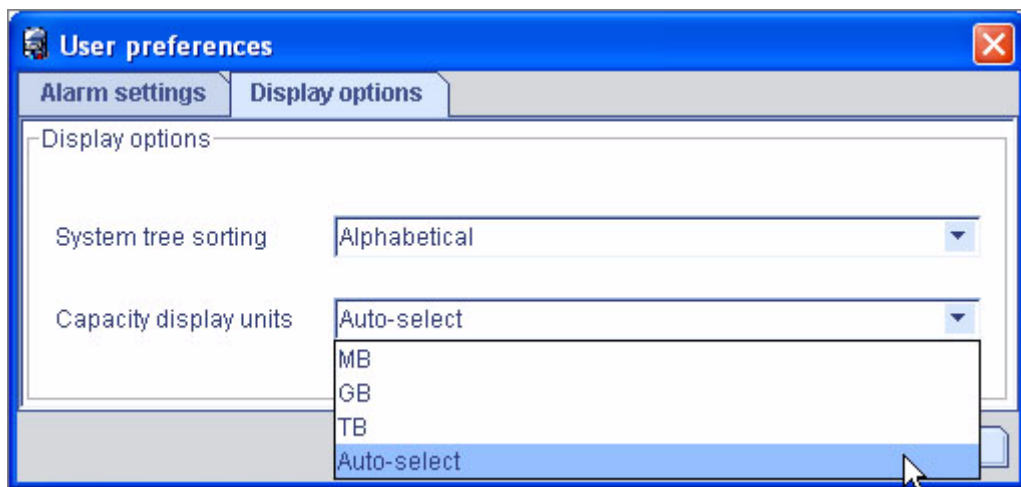 User preferences
Alarm settings Display options
Display options
System tree sorting Alphabetical
Capacity display units Auto-select
MB
GB
TB
Auto-select